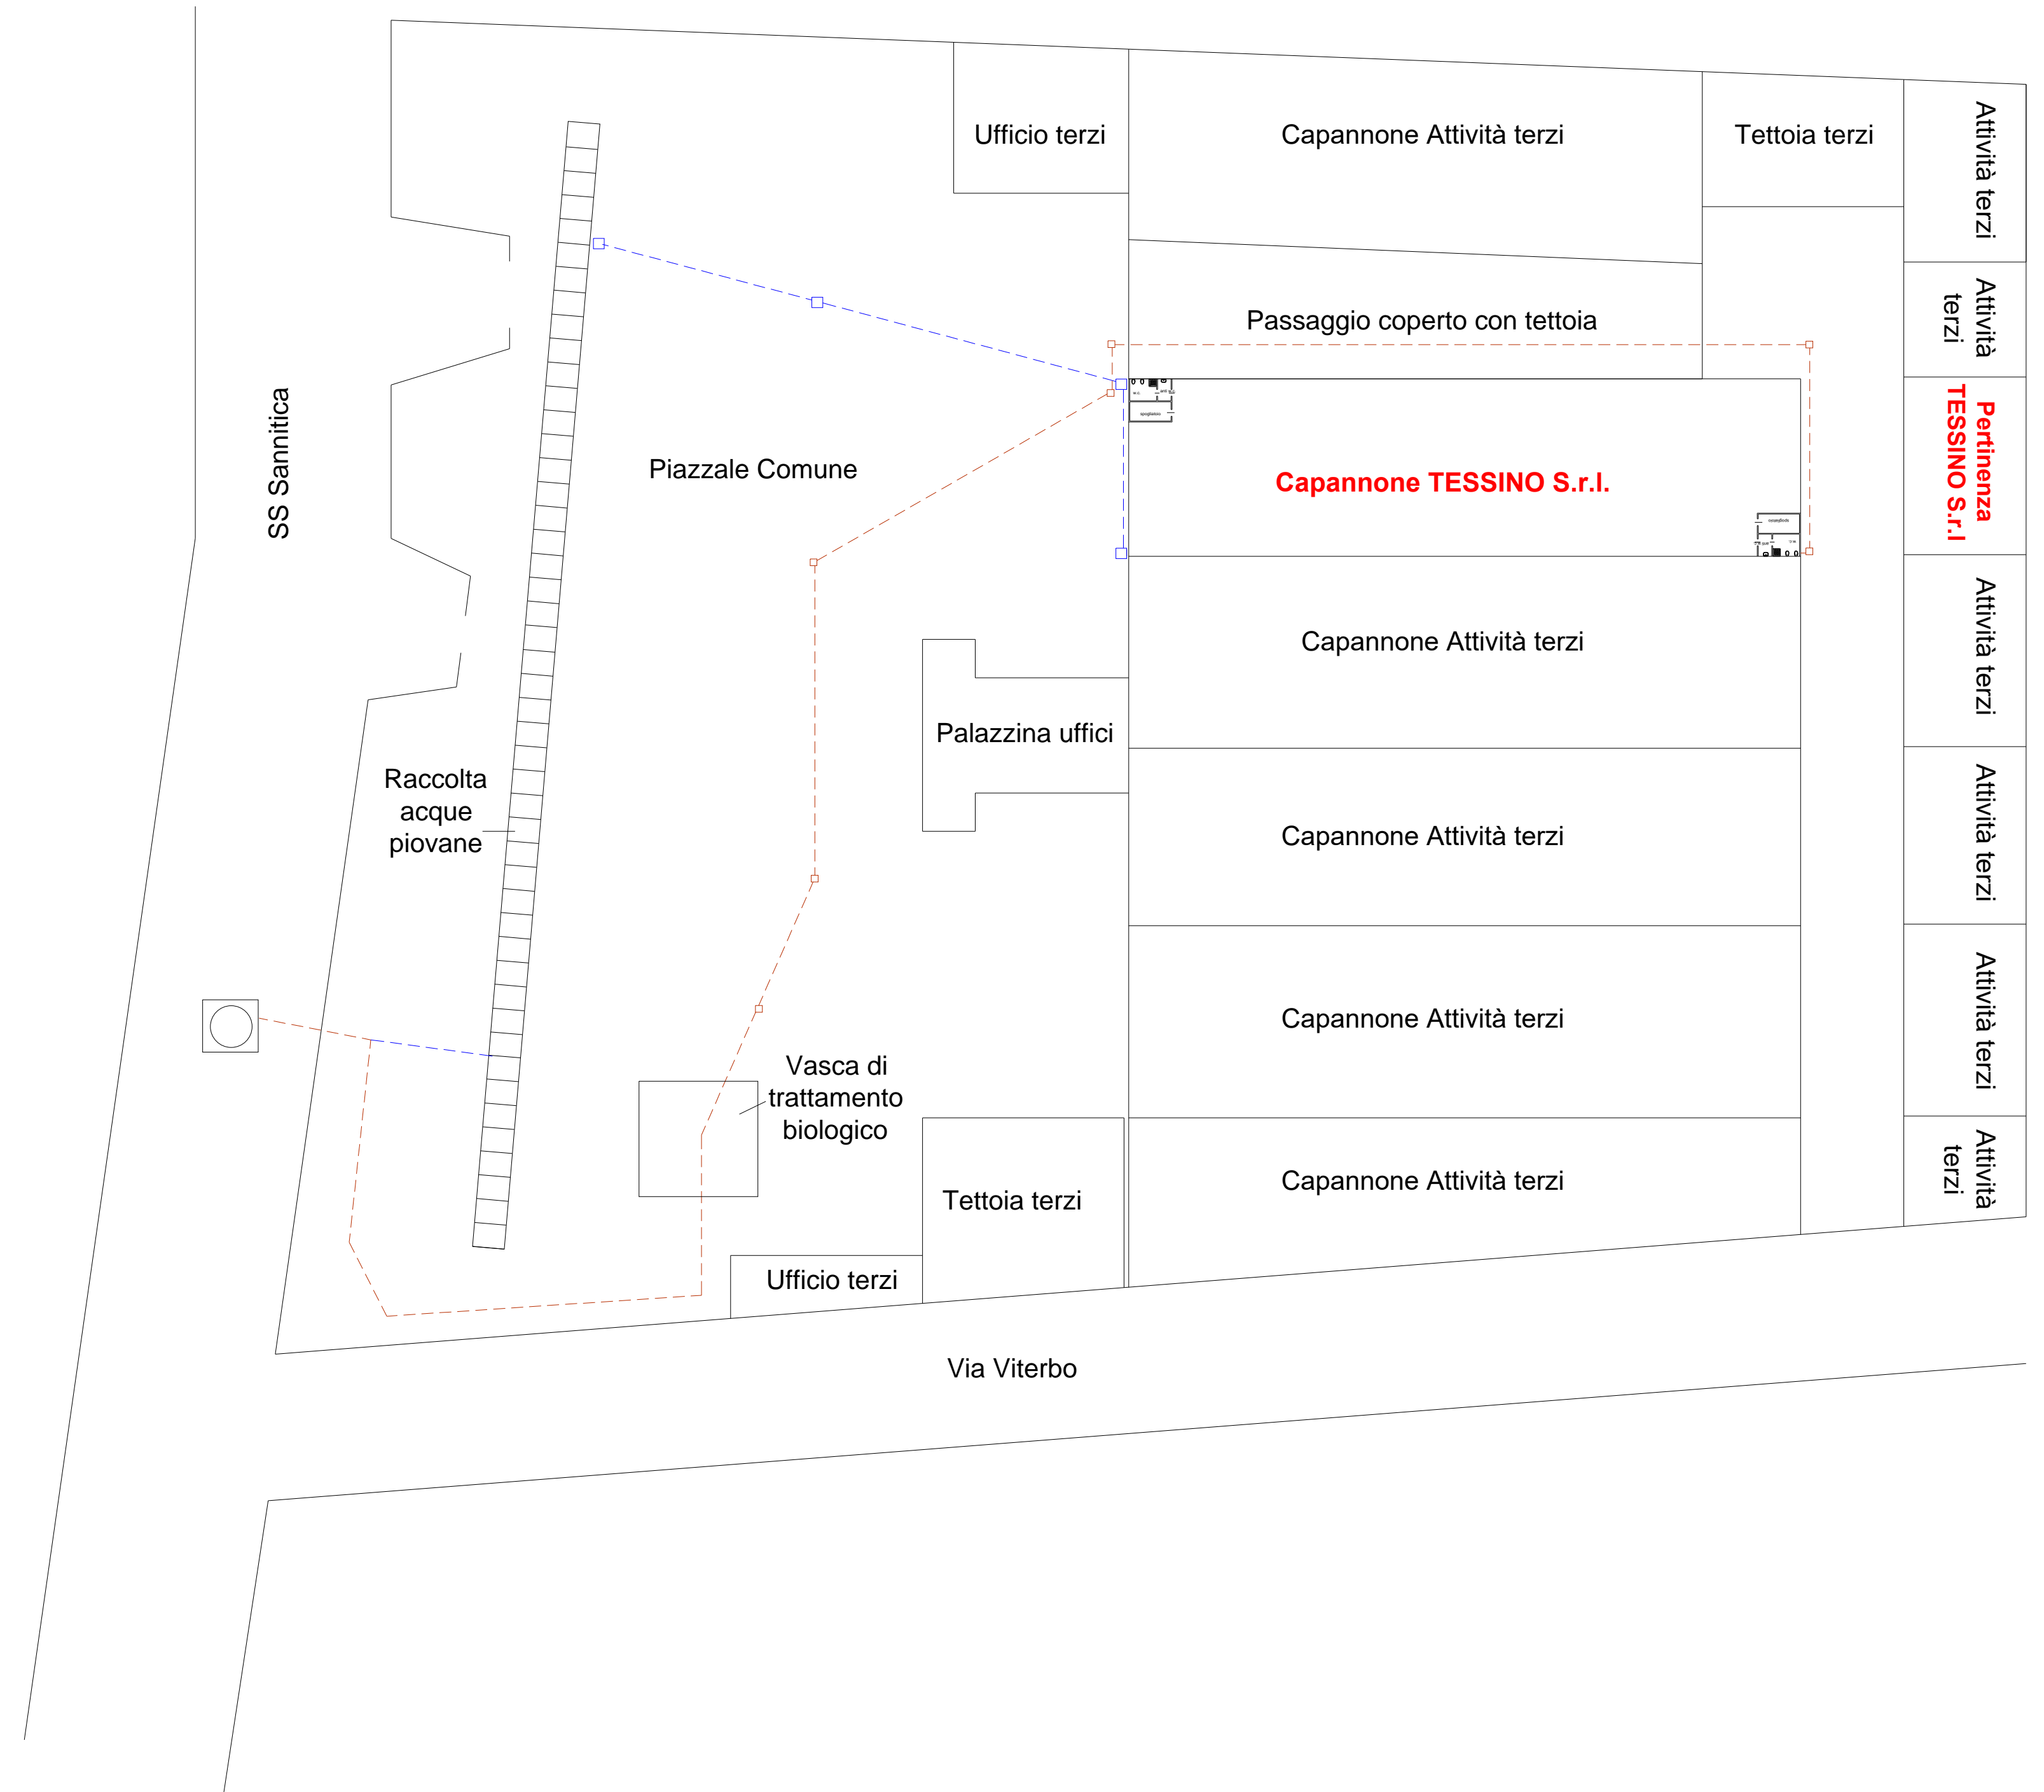 Ufficio terzi
Capannone Attività terzi
Tettoia terzi
Attività terzi
Attività
terzi
Passaggio coperto con tettoia
SS Sannitica
Piazzale Comune
W.C.
spogliatoio
Capannone TESSINO S.r.l.
Pertinenza
TESSINO S.r.l
spogliatoio
W.C.
Capannone Attività terzi
Attività terzi
Palazzina uffici
Raccolta
acque
piovane
Capannone Attività terzi
Attività terzi
Capannone Attività terzi
Attività terzi
Vasca di
trattamento
biologico
Tettoia terzi
Capannone Attività terzi
Attività
terzi
Ufficio terzi
Via Viterbo